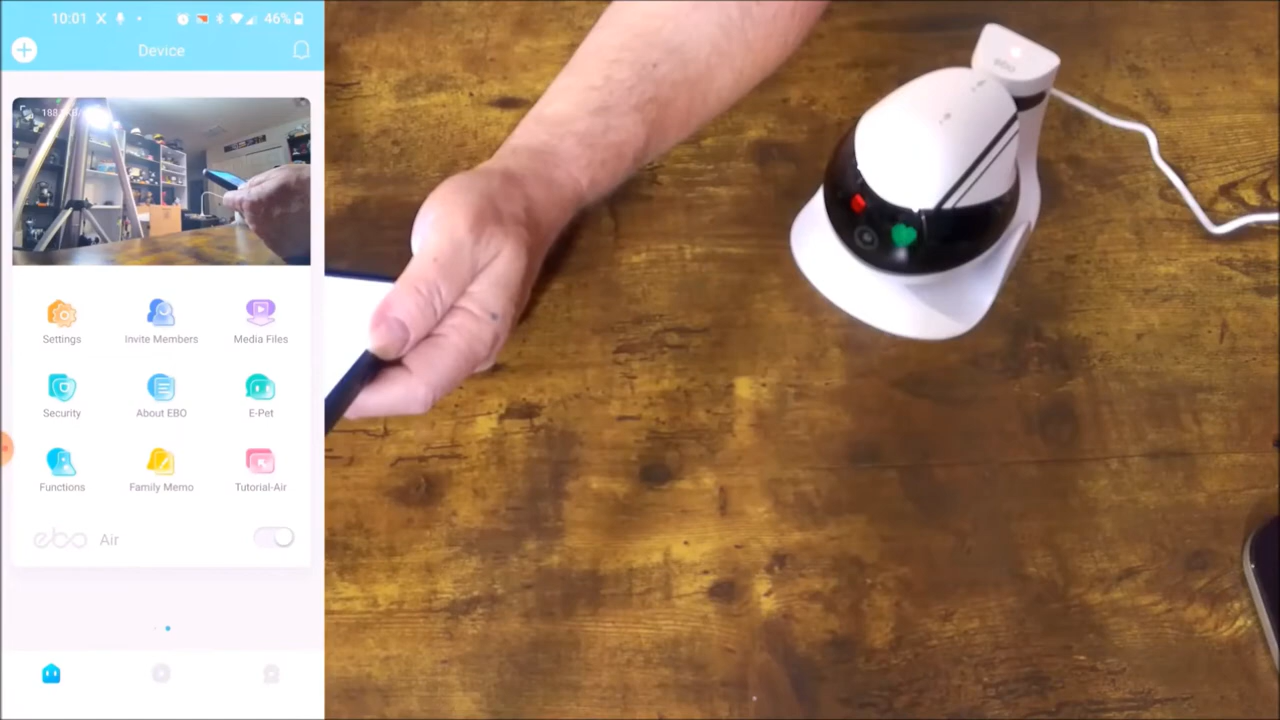 10:01
46%
Device
Settings
Invite Members
Media Files
Security
About EBO
E-Pet
Functions
Family Memo
Tutorial-Air
ebo Air
ebo